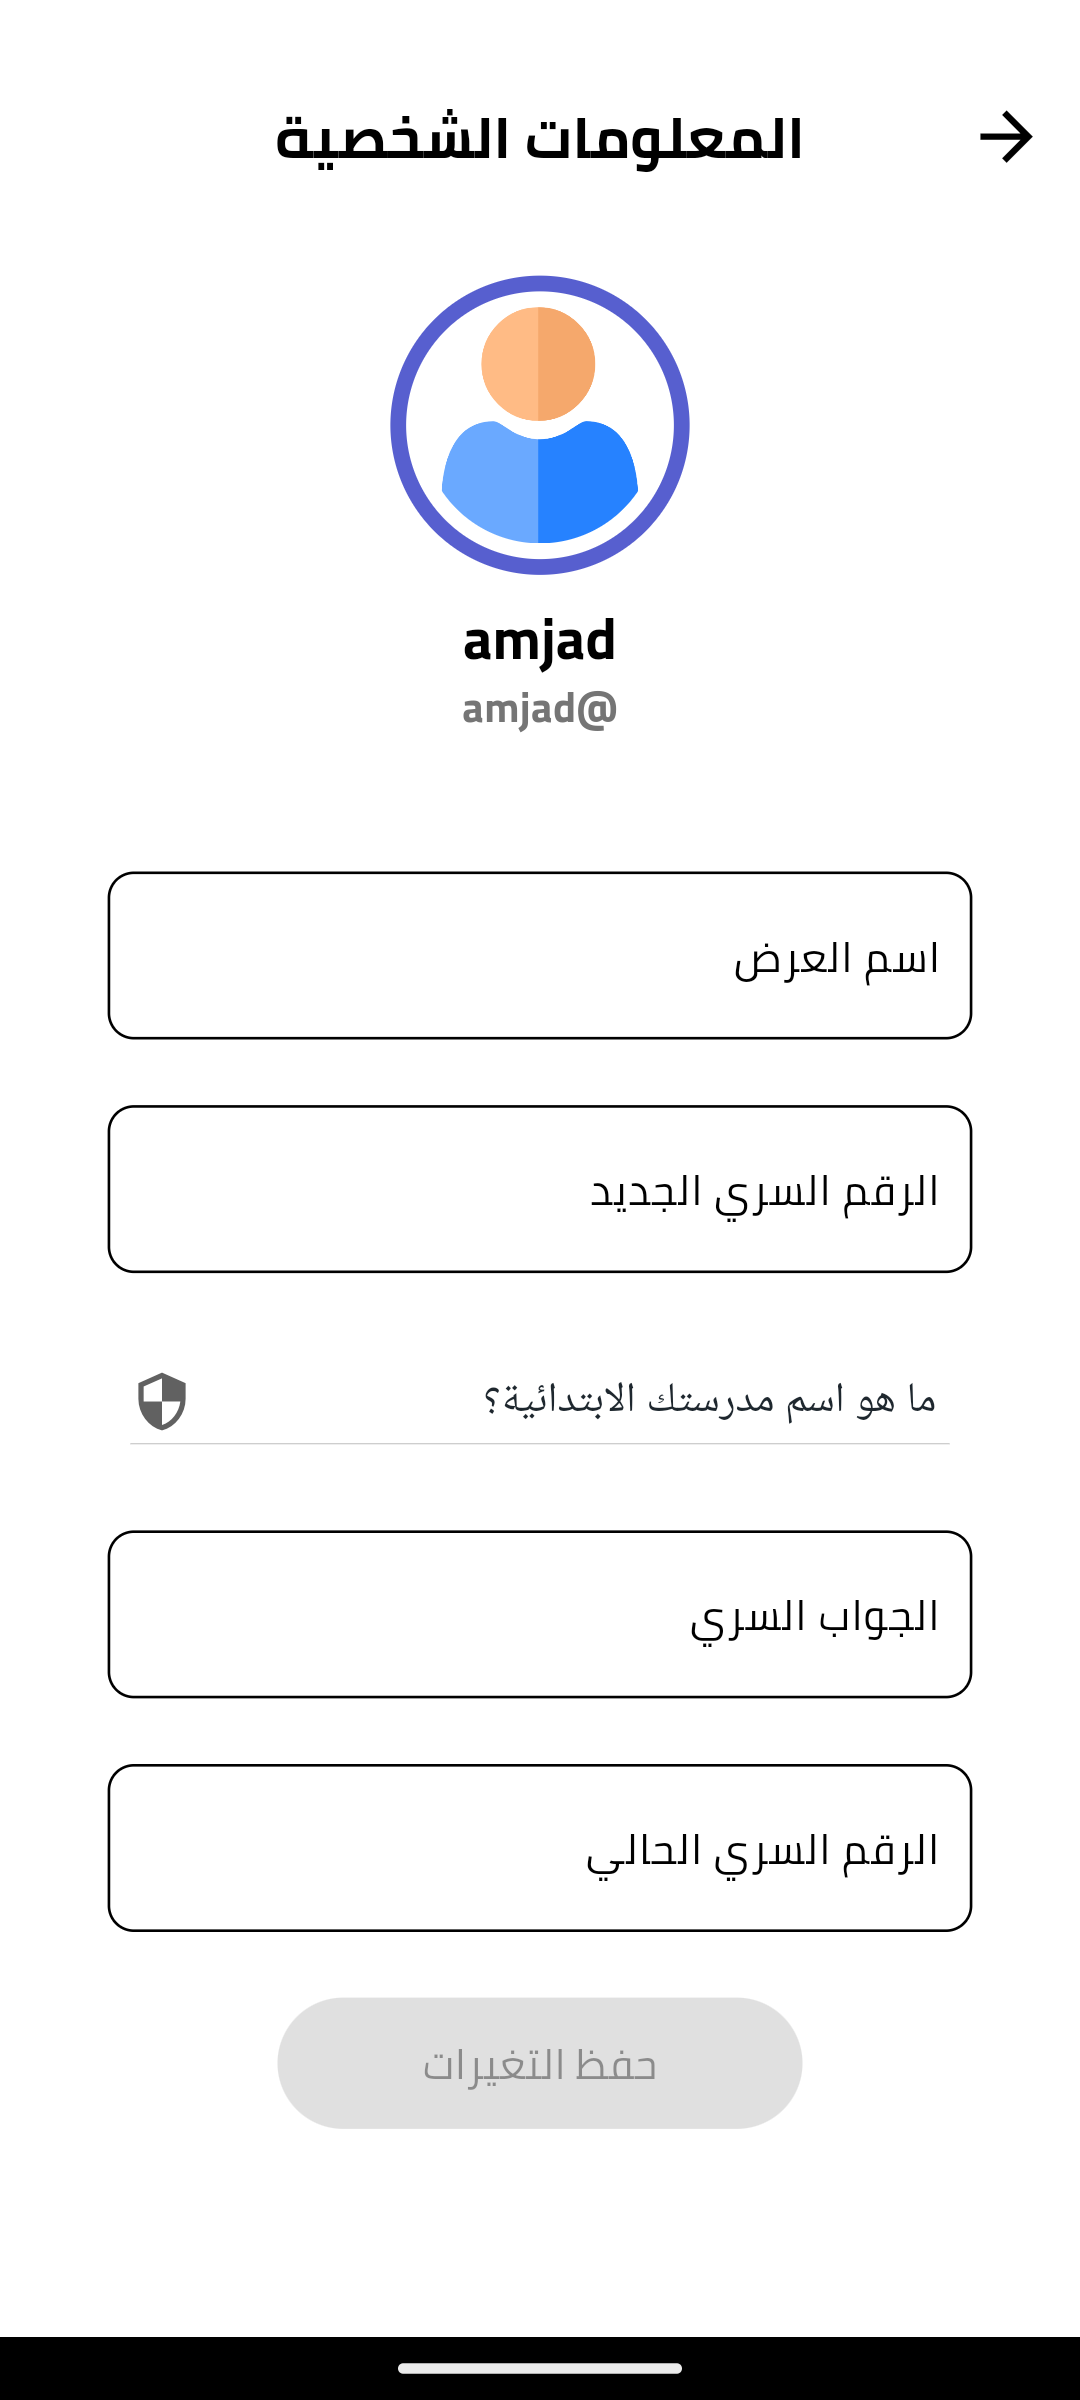 المعلومات الشخصية
amjad
amjad@
اسم العرض
الرقم السري الجديد
ما هو اسم مدرستك الابتدائية؟
الجواب السري
الرقم السري الحالي
حفظ التغيرات